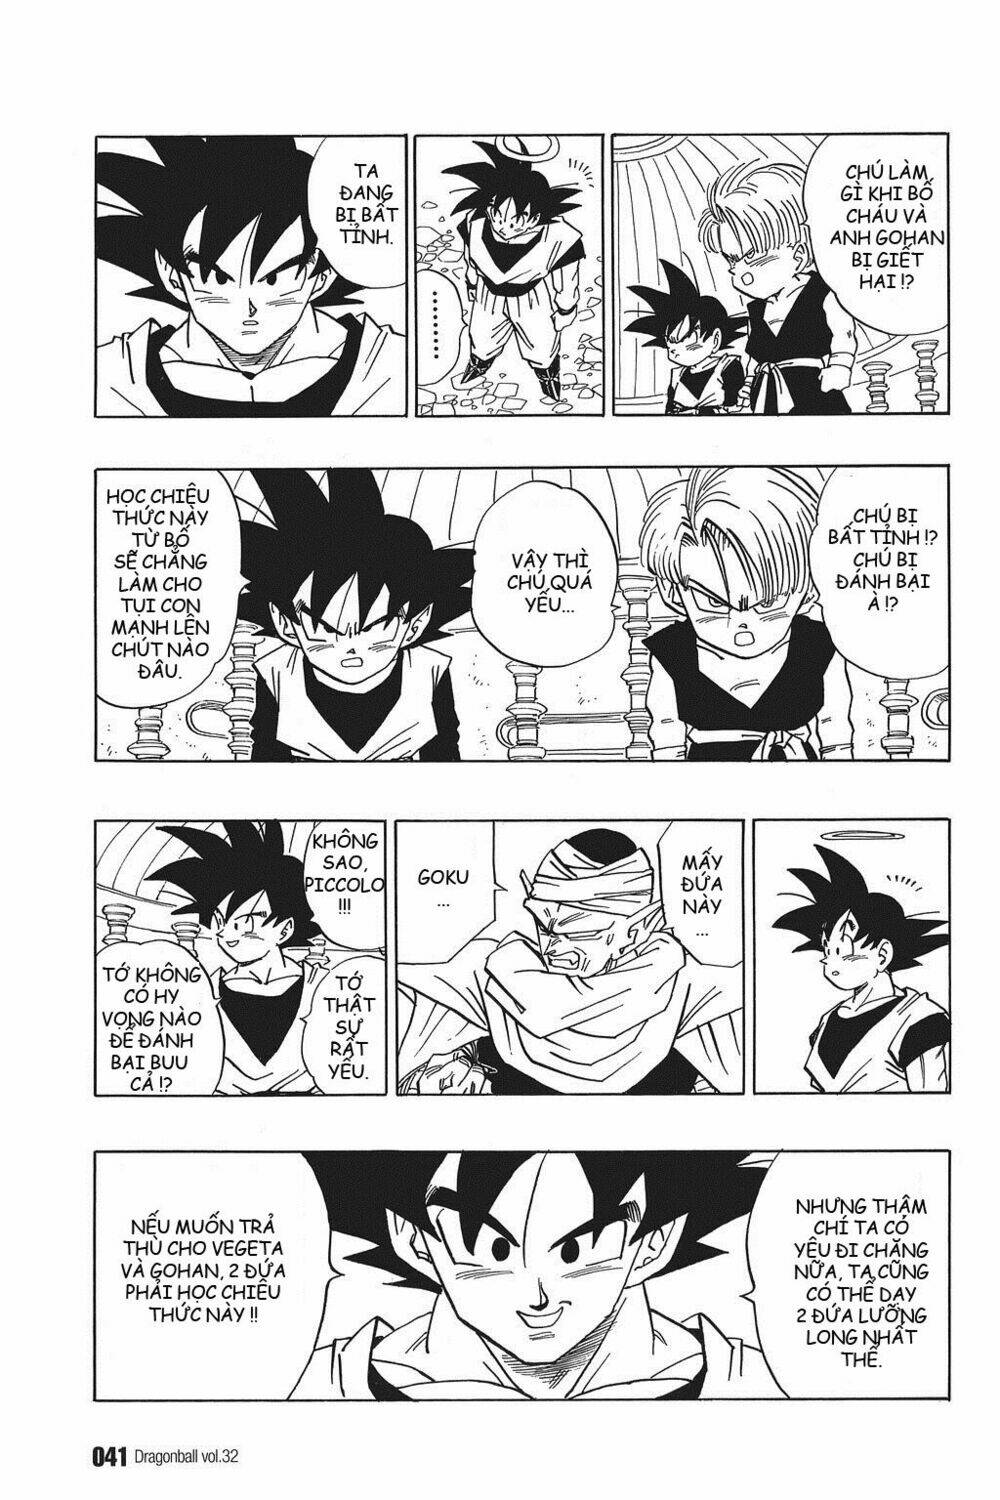 CHÚ LÀM
GÌ KHI BỐ
CHÁU VÀ
ANH GOHAN
BỊ GIẾT
HẠI !?
.........
TA
ĐANG
BỊ BẤT
TỈNH.
CHÚ BỊ
BẤT TỈNH !?
CHÚ BỊ
ĐÁNH BẠI
À !?
VẬY THÌ
CHÚ QUÁ
YẾU...
HỌC CHIÊU
THỨC NÀY
TỪ BỐ
SẼ CHẲNG
LÀM CHO
TỤI CON
MẠNH LÊN
CHÚT NÀO
ĐÂU.
MẤY
ĐỨA
NÀY
...
GOKU
...
KHÔNG
SAO,
PICCOLO
!!!
TỚ
THẬT
SỰ
RẤT
YẾU.
TỚ KHÔNG
CÓ HY
VỌNG NÀO
ĐỂ ĐÁNH
BẠI BUU
CẢ !?
NHƯNG THẬM
CHÍ TA CÓ
YẾU ĐI CHĂNG
NỮA, TA CŨNG
CÓ THỂ DẠY
2 ĐỨA LƯỠNG
LONG NHẤT
THỂ.
NẾU MUỐN TRẢ
THÙ CHO VEGETA
VÀ GOHAN, 2 ĐỨA
PHẢI HỌC CHIÊU
THỨC NÀY !!
041 Dragonball vol.32